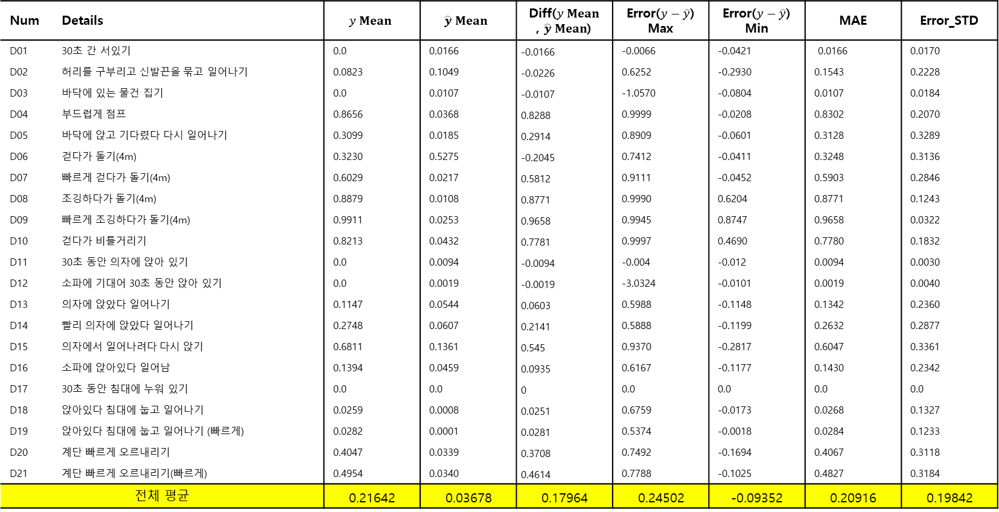 Num Details y Mean ŷ Mean Diff(y Mean , ŷ Mean) Error(y − ŷ) Max Error(y − ŷ) Min MAE Error_STD
D01 30초 간 서있기 0.0 0.0166 -0.0166 -0.0066 -0.0421 0.0166 0.0170
D02 허리를 구부리고 신발끈을 묶고 일어나기 0.0823 0.1049 -0.0226 0.6252 -0.2930 0.1543 0.2228
D03 바닥에 있는 물건 집기 0.0 0.0107 -0.0107 -1.0570 -0.0804 0.0107 0.0184
D04 부드럽게 점프 0.8656 0.0368 0.8288 0.9999 -0.0208 0.8302 0.2070
D05 바닥에 앉고 기다렸다 다시 일어나기 0.3099 0.0185 0.2914 0.8909 -0.0601 0.3128 0.3289
D06 걷다가 돌기(4m) 0.3230 0.5275 -0.2045 0.7412 -0.0411 0.3248 0.3136
D07 빠르게 걷다가 돌기(4m) 0.6029 0.0217 0.5812 0.9111 -0.0452 0.5903 0.2846
D08 조깅하다가 돌기(4m) 0.8879 0.0108 0.8771 0.9990 0.6204 0.8771 0.1243
D09 빠르게 조깅하다가 돌기(4m) 0.9911 0.0253 0.9658 0.9945 0.8747 0.9658 0.0322
D10 걷다가 비틀거리기 0.8213 0.0432 0.7781 0.9997 0.4690 0.7780 0.1832
D11 30초 동안 의자에 앉아 있기 0.0 0.0094 -0.0094 -0.004 -0.012 0.0094 0.0030
D12 소파에 기대어 30초 동안 앉아 있기 0.0 0.0019 -0.0019 -3.0324 -0.0101 0.0019 0.0040
D13 의자에 앉았다 일어나기 0.1147 0.0544 0.0603 0.5988 -0.1148 0.1342 0.2360
D14 빨리 의자에 앉았다 일어나기 0.2748 0.0607 0.2141 0.5888 -0.1199 0.2632 0.2877
D15 의자에서 일어나려다 다시 앉기 0.6811 0.1361 0.545 0.9370 -0.2817 0.6047 0.3361
D16 소파에 앉아있다 일어남 0.1394 0.0459 0.0935 0.6167 -0.1177 0.1430 0.2342
D17 30초 동안 침대에 누워 있기 0.0 0.0 0 0.0 0.0 0.0 0.0
D18 앉아있다 침대에 눕고 일어나기 0.0259 0.0008 0.0251 0.6759 -0.0173 0.0268 0.1327
D19 앉아있다 침대에 눕고 일어나기 (빠르게) 0.0282 0.0001 0.0281 0.5374 -0.0018 0.0284 0.1233
D20 계단 빠르게 오르내리기 0.4047 0.0339 0.3708 0.7492 -0.1694 0.4067 0.3118
D21 계단 빠르게 오르내리기(빠르게) 0.4954 0.0340 0.4614 0.7788 -0.1025 0.4827 0.3184
전체 평균 0.21642 0.03678 0.17964 0.24502 -0.09352 0.20916 0.19842